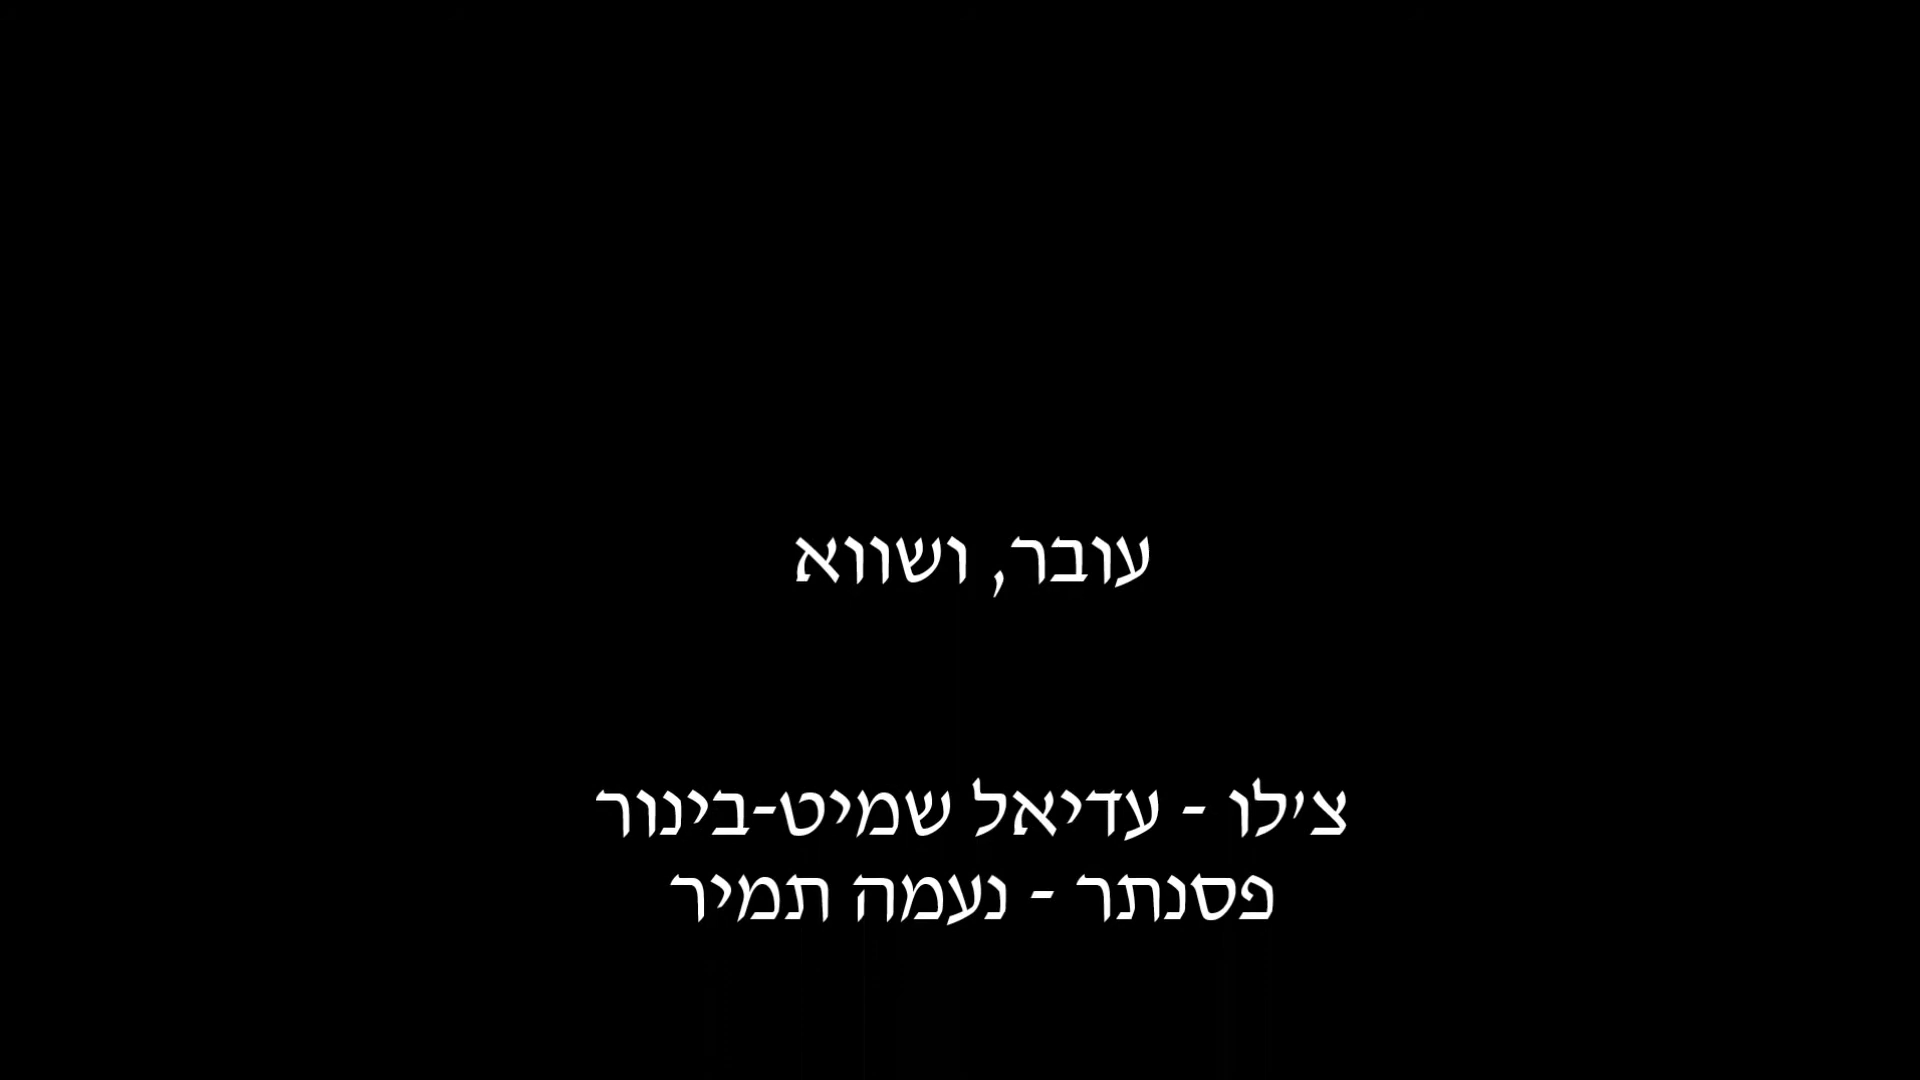 עובר, ושווא
צ'לו - עדיאל שמיט-בינור
פסנתר - נעמה תמיר